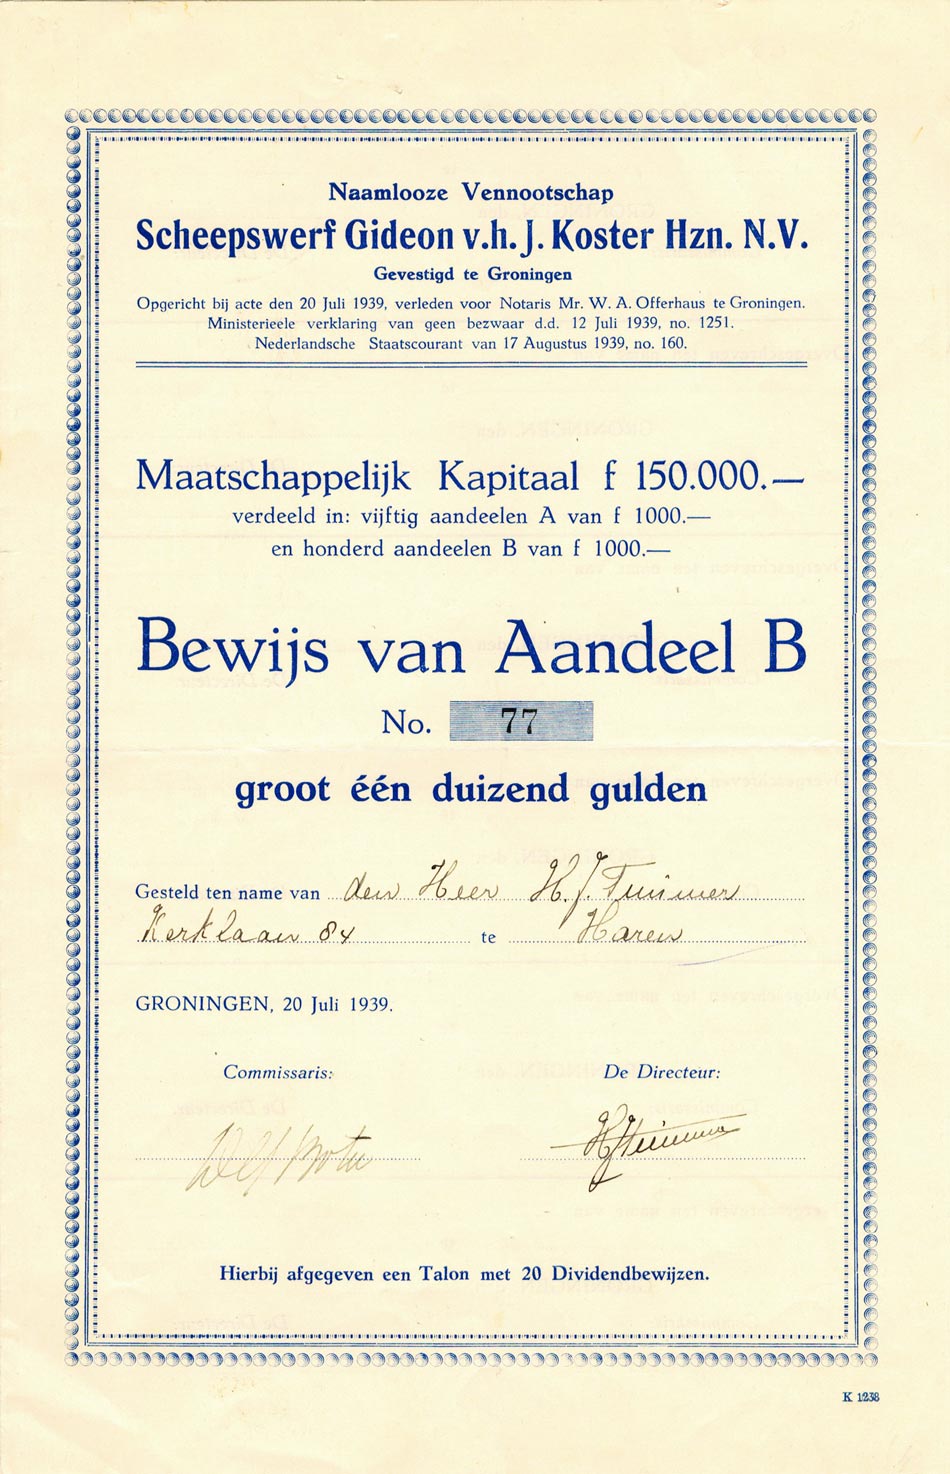 Naamlooze Vennootschap
Scheepswerf Gideon v.h. J. Koster Hzn. N.V.
Gevestigd te Groningen
Opgericht bij acte den 20 Juli 1939, verleden voor Notaris Mr. W. A. Offerhaus te Groningen.
Ministerieele verklaring van geen bezwaar d.d. 12 Juli 1939, no. 1251.
Nederlandsche Staatscourant van 17 Augustus 1939, no. 160.
Maatschappelijk Kapitaal f 150.000.—
verdeeld in: vijftig aandeelen A van f 1000.—
en honderd aandeelen B van f 1000.—
Bewijs van Aandeel B
No. 77
groot één duizend gulden
Gesteld ten name van den Heer H. J. Timmer
Kerklaan 84 te Haren
GRONINGEN, 20 Juli 1939.
Commissaris: De Directeur:
Hierbij afgegeven een Talon met 20 Dividendbewijzen.
K 1238